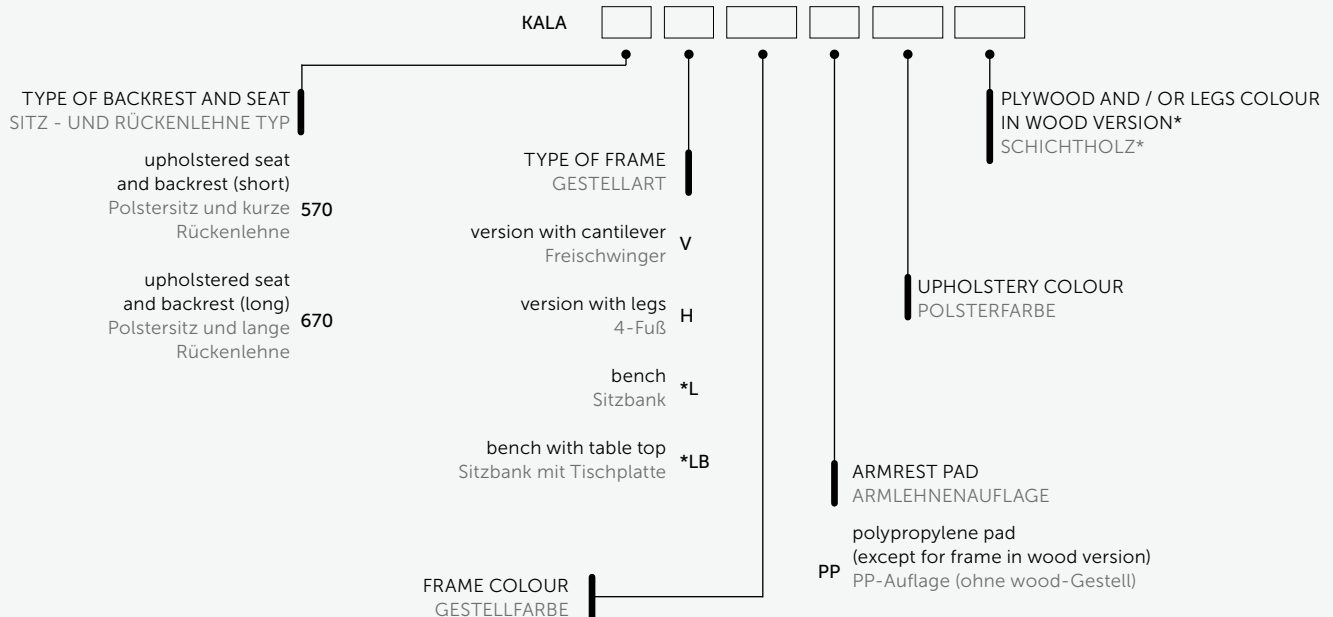 KALA
TYPE OF BACKREST AND SEAT
SITZ - UND RÜCKENLEHNE TYP
upholstered seat
and backrest (short)
Polstersitz und kurze 570
Rückenlehne
upholstered seat
and backrest (long)
Polstersitz und lange 670
Rückenlehne
TYPE OF FRAME
GESTELLART
version with cantilever V
Freischwinger
version with legs H
4-Fuß
bench *L
Sitzbank
bench with table top *LB
Sitzbank mit Tischplatte
FRAME COLOUR
GESTELLFARBE
ARMREST PAD
ARMLEHNENAUFLAGE
polypropylene pad
(except for frame in wood version)
PP PP-Auflage (ohne wood-Gestell)
UPHOLSTERY COLOUR
POLSTERFARBE
PLYWOOD AND / OR LEGS COLOUR
IN WOOD VERSION*
SCHICHTHOLZ*